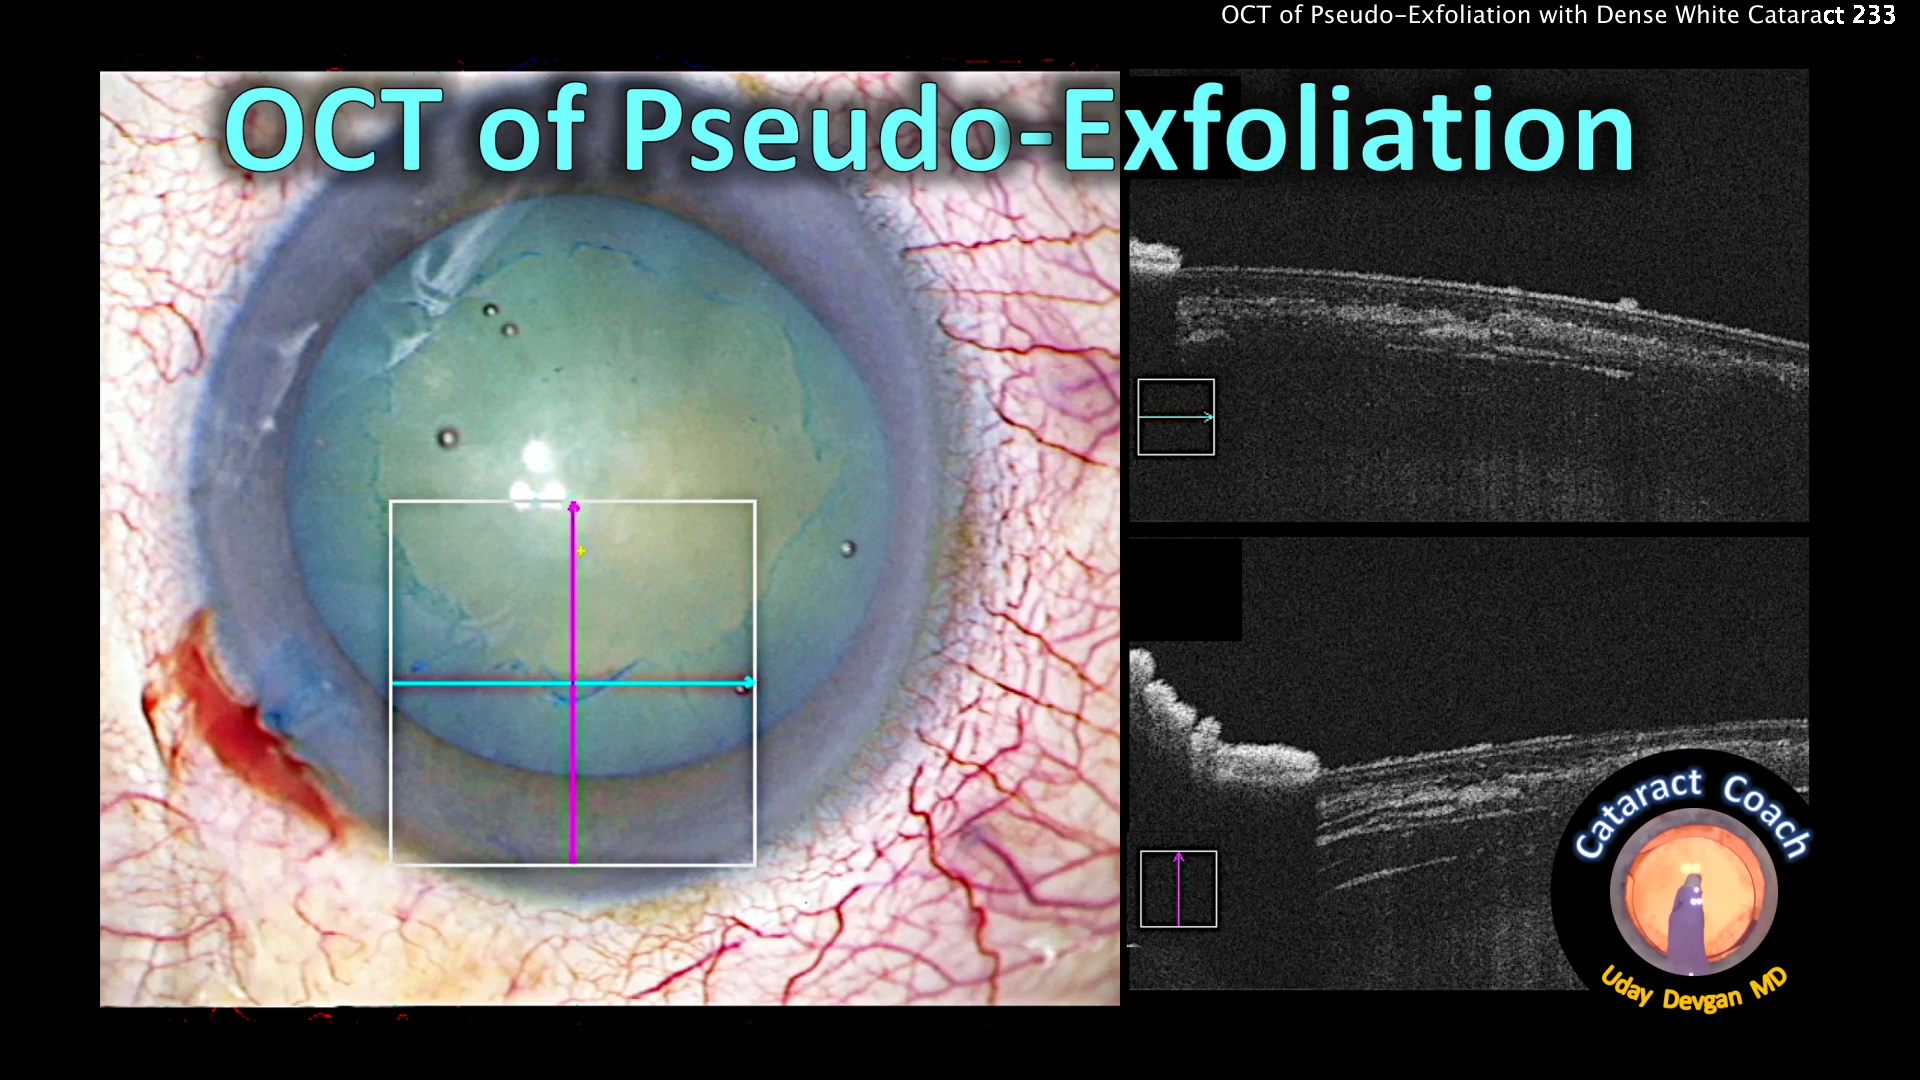 OCT of Pseudo-Exfoliation with Dense White Cataract 233
OCT of Pseudo-Exfoliation
Cataract Coach
Uday Devgan MD